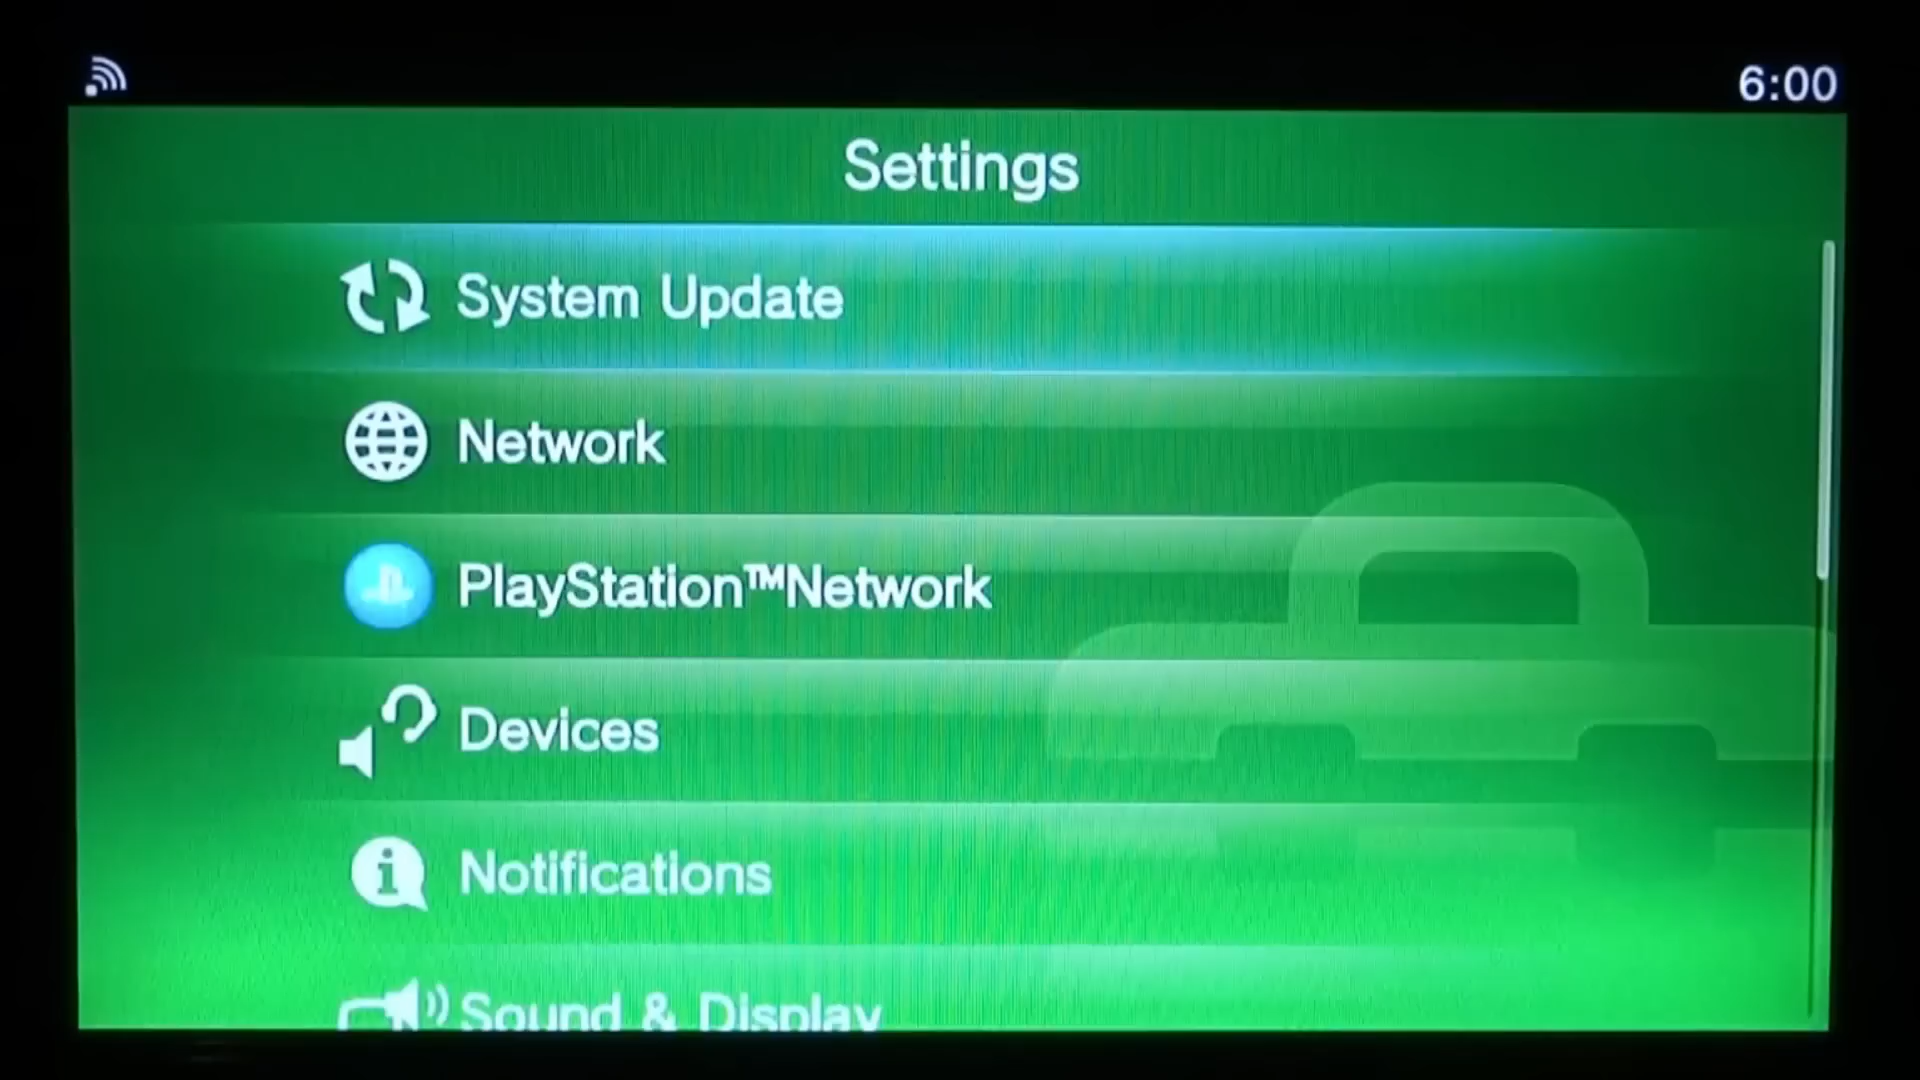 6:00
Settings
System Update
Network
PlayStation™Network
Devices
Notifications
Sound & Display